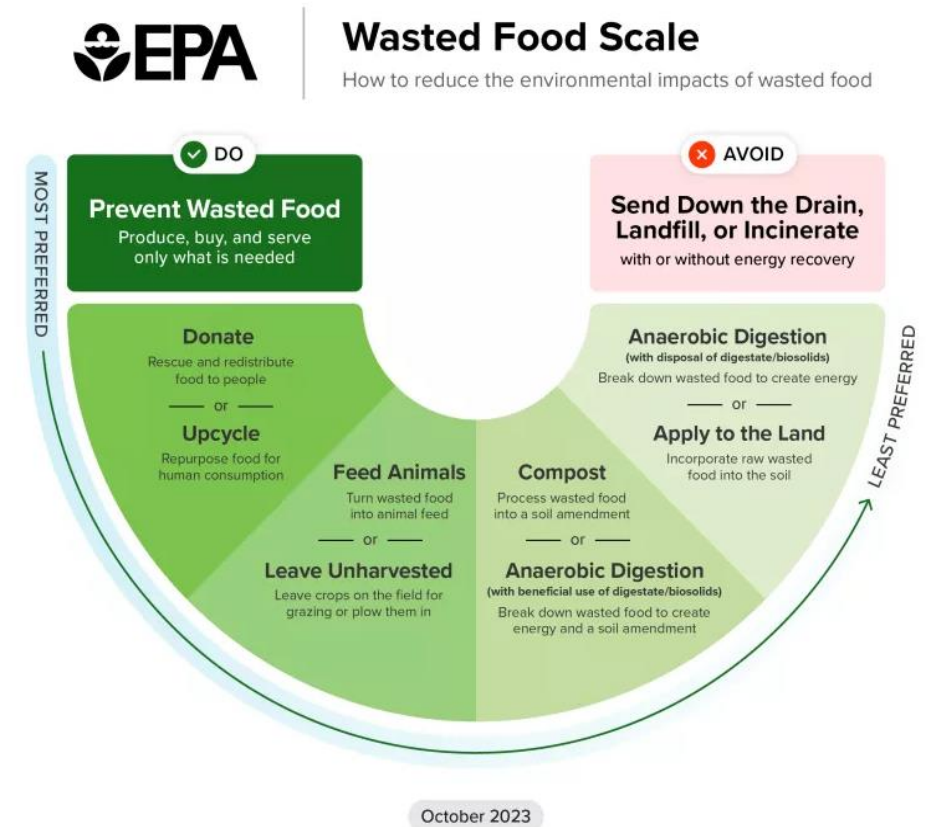 EPA
Wasted Food Scale
How to reduce the environmental impacts of wasted food
DO
AVOID
MOST PREFERRED
Prevent Wasted Food
Produce, buy, and serve
only what is needed
Send Down the Drain,
Landfill, or Incinerate
with or without energy recovery
Donate
Rescue and redistribute
food to people
or
Upcycle
Repurpose food for
human consumption
Feed Animals
Turn wasted food
into animal feed
or
Leave Unharvested
Leave crops on the field for
grazing or plow them in
Compost
Process wasted food
into a soil amendment
or
Anaerobic Digestion
(with beneficial use of digestate/biosolids)
Break down wasted food to create
energy and a soil amendment
Anaerobic Digestion
(with disposal of digestate/biosolids)
Break down wasted food to create energy
or
Apply to the Land
Incorporate raw wasted
food into the soil
LEAST PREFERRED
October 2023